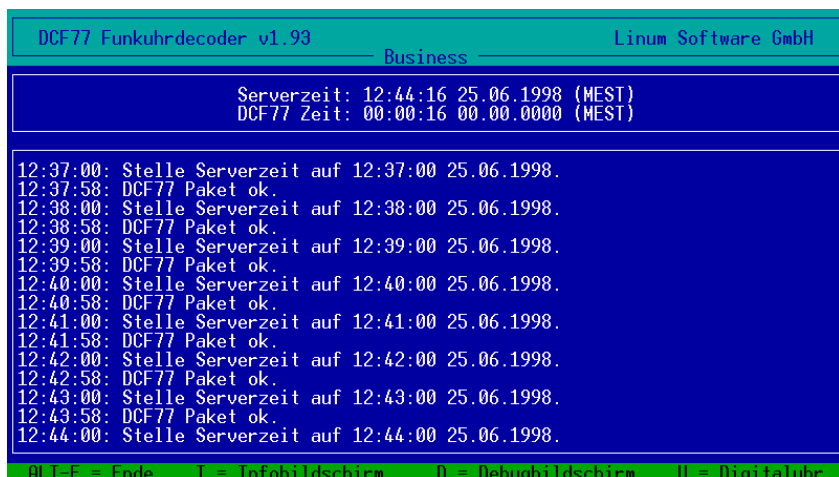 DCF77 Funkuhrdecoder v1.93 Linum Software GmbH
Business
Serverzeit: 12:44:16 25.06.1998 (MEST)
DCF77 Zeit: 00:00:16 00.00.0000 (MEST)
12:37:00: Stelle Serverzeit auf 12:37:00 25.06.1998.
12:37:58: DCF77 Paket ok.
12:38:00: Stelle Serverzeit auf 12:38:00 25.06.1998.
12:38:58: DCF77 Paket ok.
12:39:00: Stelle Serverzeit auf 12:39:00 25.06.1998.
12:39:58: DCF77 Paket ok.
12:40:00: Stelle Serverzeit auf 12:40:00 25.06.1998.
12:40:58: DCF77 Paket ok.
12:41:00: Stelle Serverzeit auf 12:41:00 25.06.1998.
12:41:58: DCF77 Paket ok.
12:42:00: Stelle Serverzeit auf 12:42:00 25.06.1998.
12:42:58: DCF77 Paket ok.
12:43:00: Stelle Serverzeit auf 12:43:00 25.06.1998.
12:43:58: DCF77 Paket ok.
12:44:00: Stelle Serverzeit auf 12:44:00 25.06.1998.
ALT-F = Ende I = Infobildschirm D = Debugbildschirm U = Digitaluhr